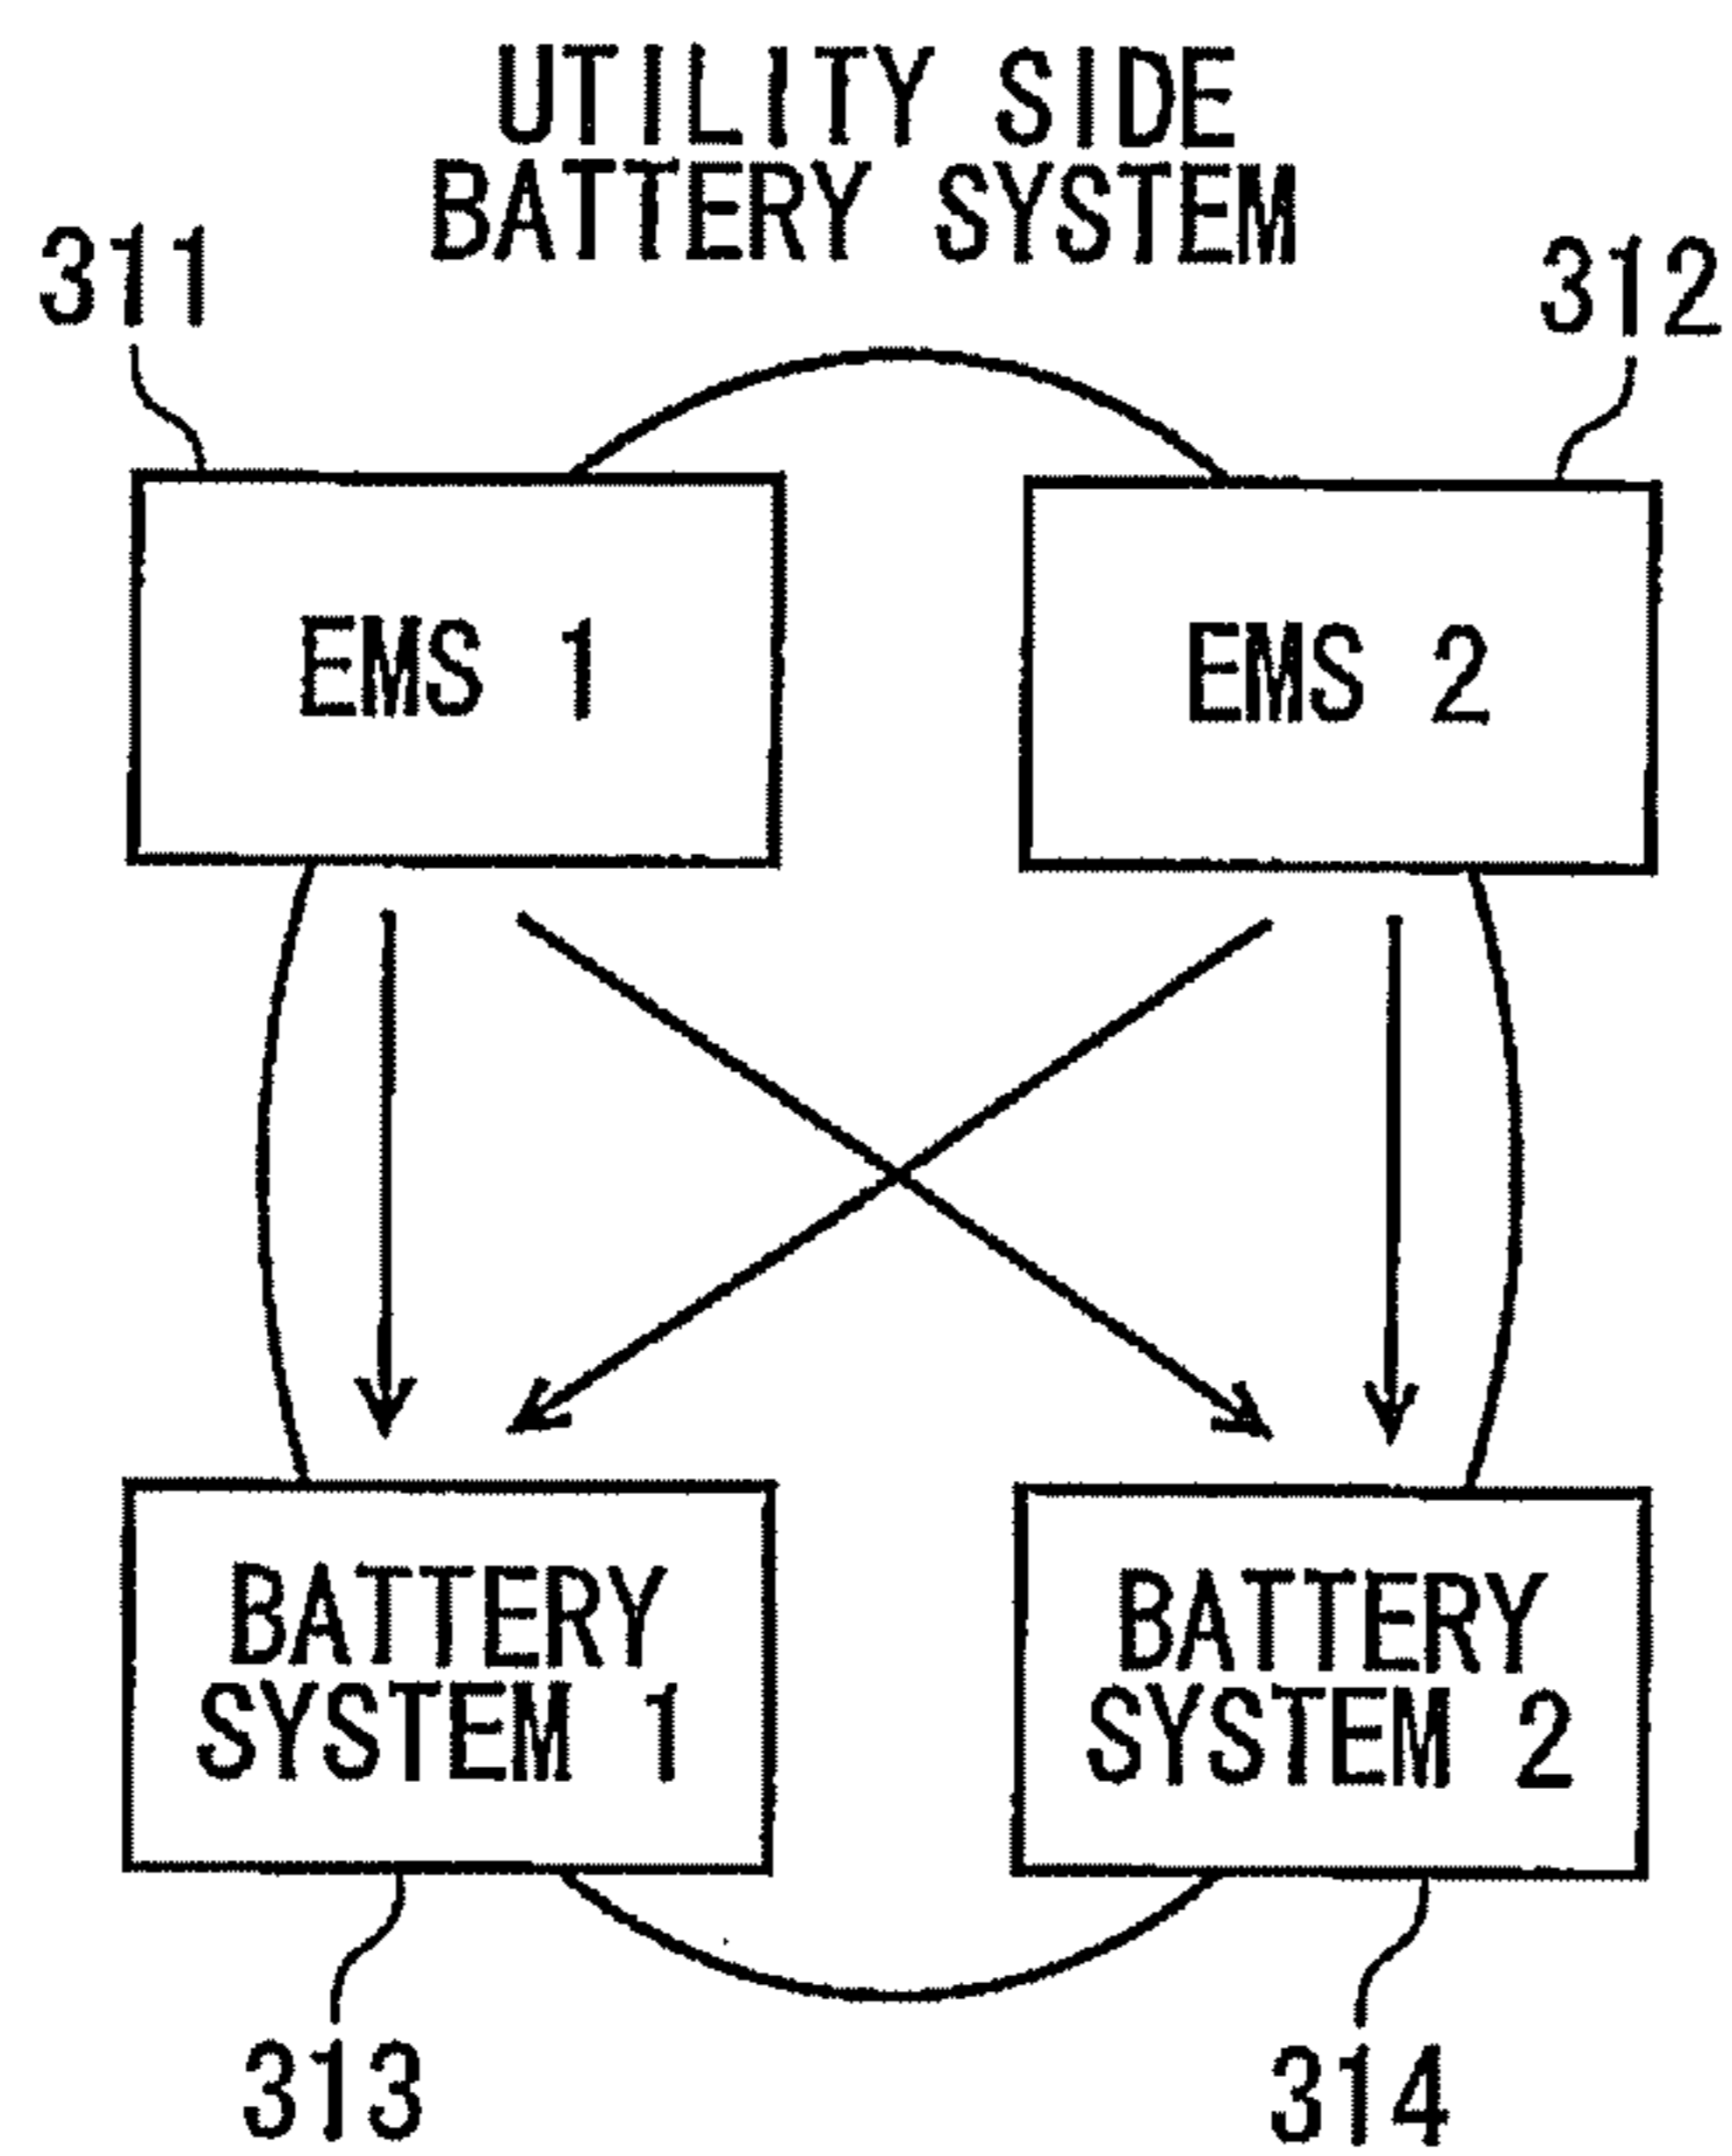 UTILITY SIDE
BATTERY SYSTEM
311
312
EMS 1
EMS 2
BATTERY
SYSTEM 1
BATTERY
SYSTEM 2
313
314